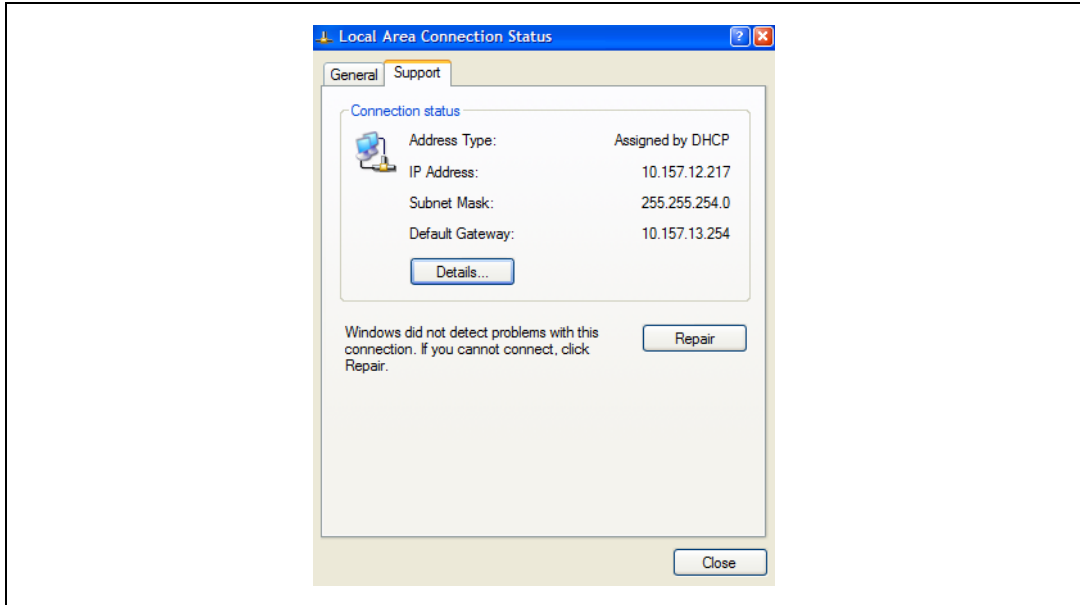 Local Area Connection Status
General Support
Connection status
Address Type: Assigned by DHCP
IP Address: 10.157.12.217
Subnet Mask: 255.255.254.0
Default Gateway: 10.157.13.254
Details...
Windows did not detect problems with this
connection. If you cannot connect, click
Repair.
Repair
Close